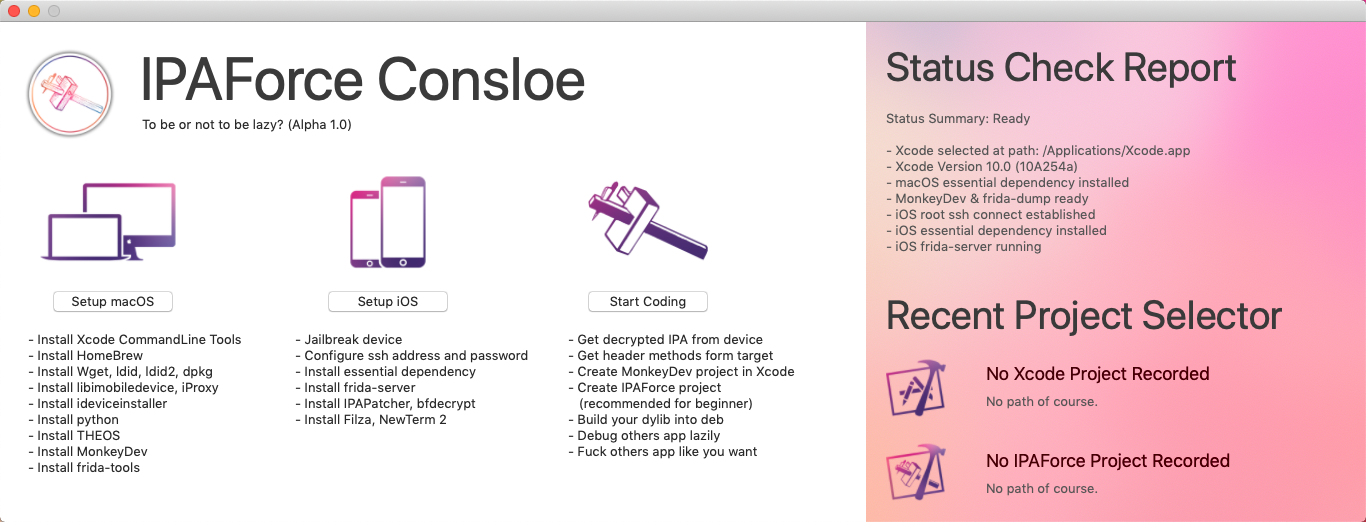 IPAForce Consloe
To be or not to be lazy? (Alpha 1.0)
Setup macOS
- Install Xcode CommandLine Tools
- Install HomeBrew
- Install Wget, ldid, ldid2, dpkg
- Install libimobiledevice, iProxy
- Install ideviceinstaller
- Install python
- Install THEOS
- Install MonkeyDev
- Install frida-tools
Setup iOS
- Jailbreak device
- Configure ssh address and password
- Install essential dependency
- Install frida-server
- Install IPAPatcher, bfdecrypt
- Install Filza, NewTerm 2
Start Coding
- Get decrypted IPA from device
- Get header methods form target
- Create MonkeyDev project in Xcode
- Create IPAForce project
(recommended for beginner)
- Build your dylib into deb
- Debug others app lazily
- Fuck others app like you want
Status Check Report
Status Summary: Ready
- Xcode selected at path: /Applications/Xcode.app
- Xcode Version 10.0 (10A254a)
- macOS essential dependency installed
- MonkeyDev & frida-dump ready
- iOS root ssh connect established
- iOS essential dependency installed
- iOS frida-server running
Recent Project Selector
No Xcode Project Recorded
No path of course.
No IPAForce Project Recorded
No path of course.